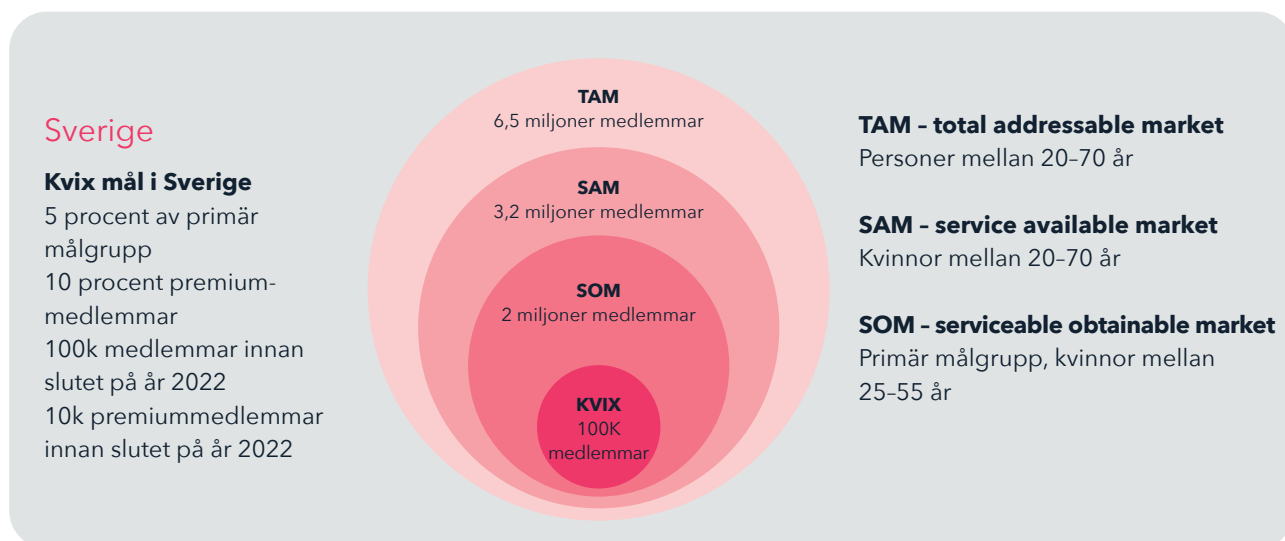 Sverige
Kvix mål i Sverige
5 procent av primär
målgrupp
10 procent premium-
medlemmar
100k medlemmar innan
slutet på år 2022
10k premiummedlemmar
innan slutet på år 2022
TAM
6,5 miljoner medlemmar
SAM
3,2 miljoner medlemmar
SOM
2 miljoner medlemmar
KVIX
100K
medlemmar
TAM – total addressable market
Personer mellan 20–70 år
SAM – service available market
Kvinnor mellan 20–70 år
SOM – serviceable obtainable market
Primär målgrupp, kvinnor mellan
25–55 år